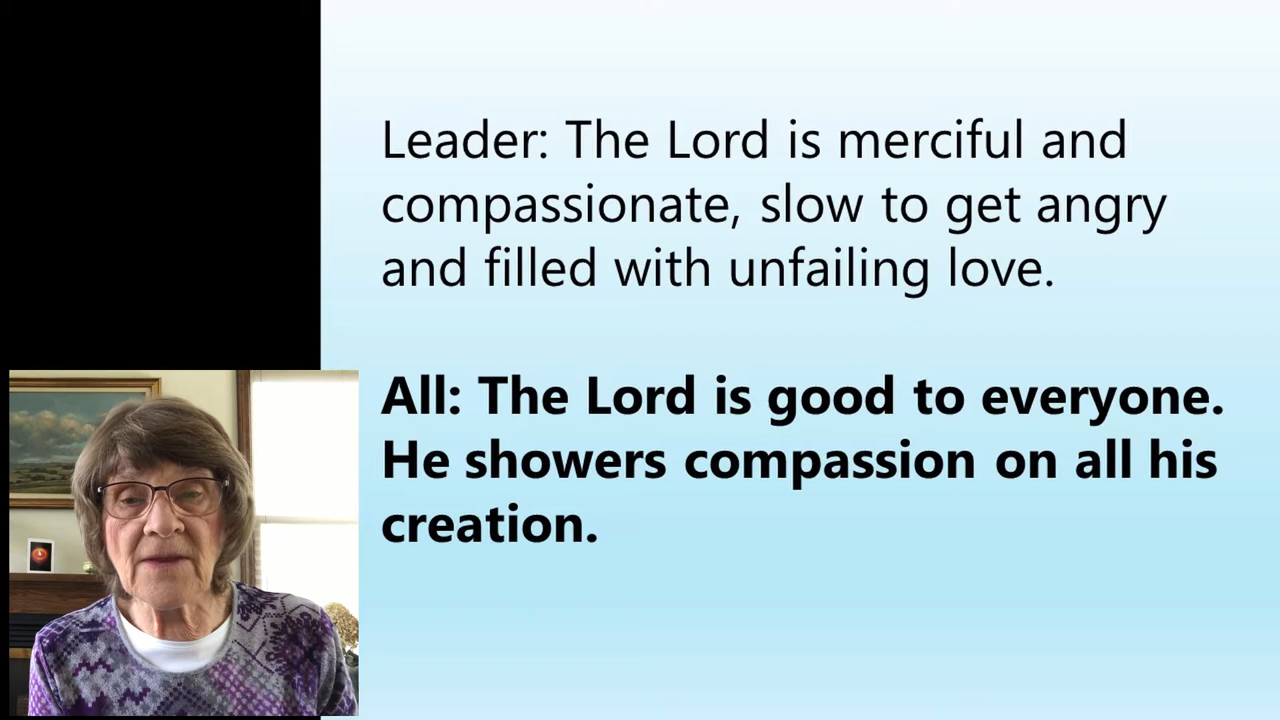 Leader: The Lord is merciful and
compassionate, slow to get angry
and filled with unfailing love.
All: The Lord is good to everyone.
He showers compassion on all his
creation.